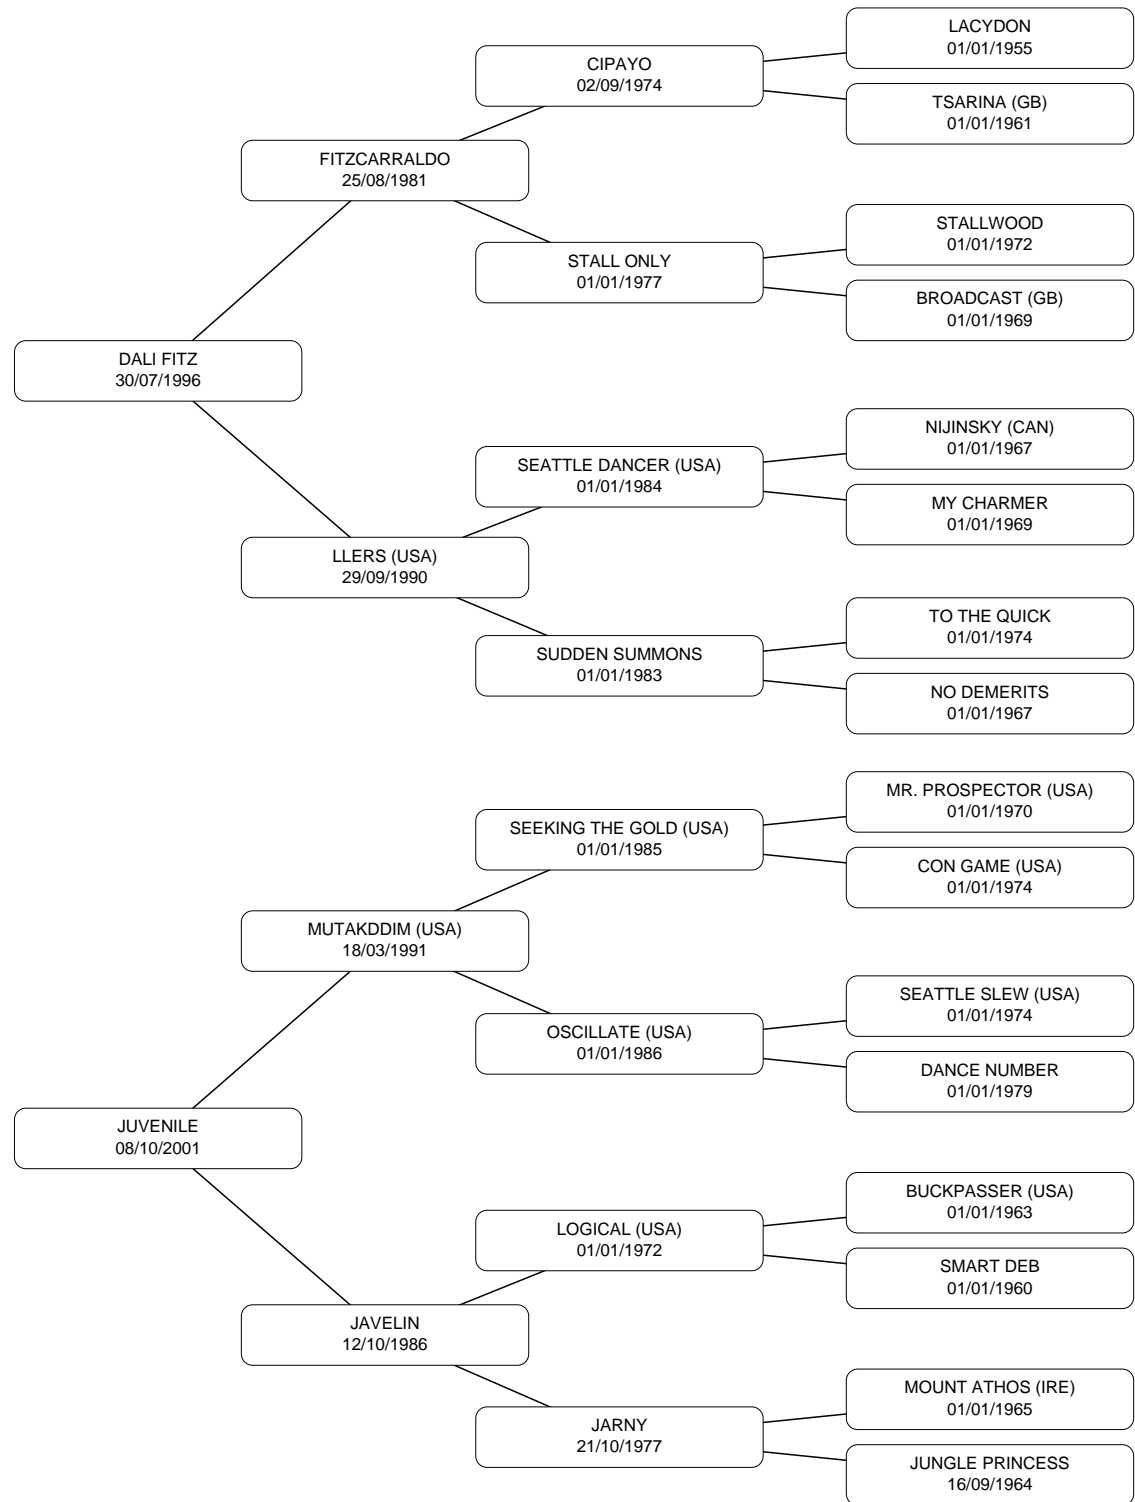 LACYDON
01/01/1955
CIPAYO
02/09/1974
TSARINA (GB)
01/01/1961
FITZCARRALDO
25/08/1981
STALLWOOD
01/01/1972
STALL ONLY
01/01/1977
BROADCAST (GB)
01/01/1969
DALI FITZ
30/07/1996
NIJINSKY (CAN)
01/01/1967
SEATTLE DANCER (USA)
01/01/1984
MY CHARMER
01/01/1969
LLERS (USA)
29/09/1990
TO THE QUICK
01/01/1974
SUDDEN SUMMONS
01/01/1983
NO DEMERITS
01/01/1967
MR. PROSPECTOR (USA)
01/01/1970
SEEKING THE GOLD (USA)
01/01/1985
CON GAME (USA)
01/01/1974
MUTAKDDIM (USA)
18/03/1991
SEATTLE SLEW (USA)
01/01/1974
OSCILLATE (USA)
01/01/1986
DANCE NUMBER
01/01/1979
JUVENILE
08/10/2001
BUCKPASSER (USA)
01/01/1963
LOGICAL (USA)
01/01/1972
SMART DEB
01/01/1960
JAVELIN
12/10/1986
MOUNT ATHOS (IRE)
01/01/1965
JARNY
21/10/1977
JUNGLE PRINCESS
16/09/1964